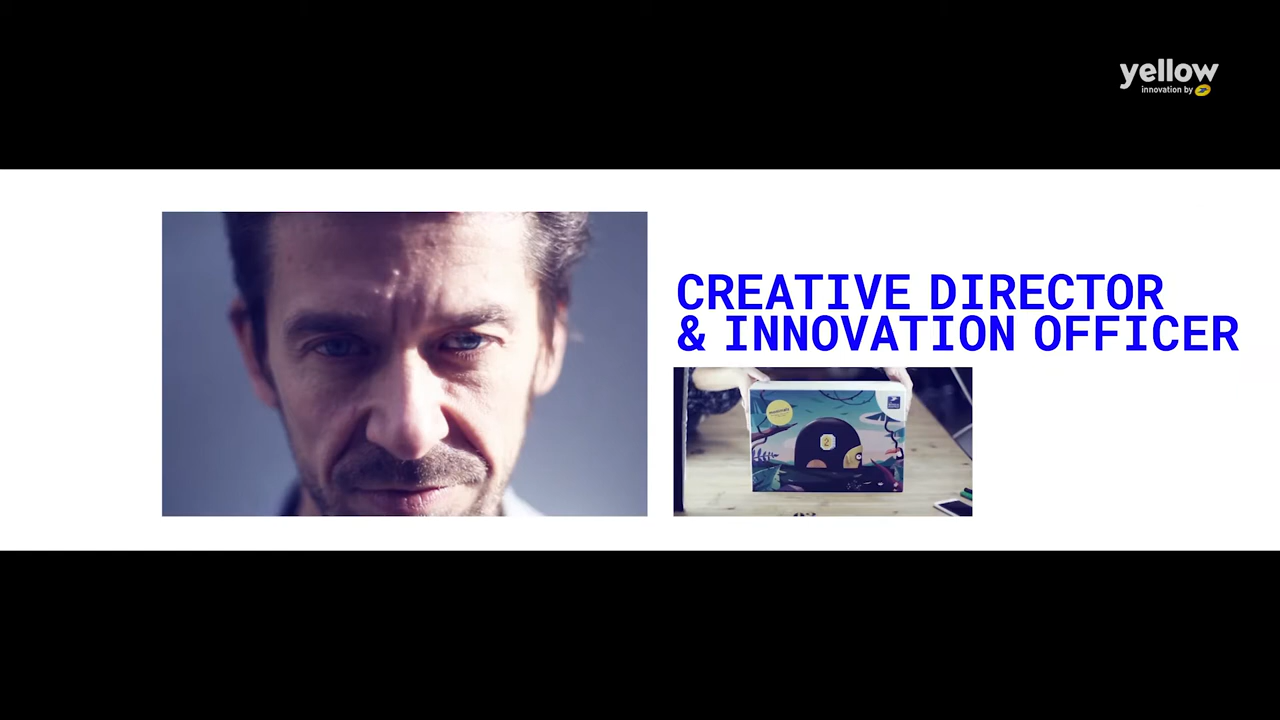 yellow
innovation by
CREATIVE DIRECTOR
& INNOVATION OFFICER